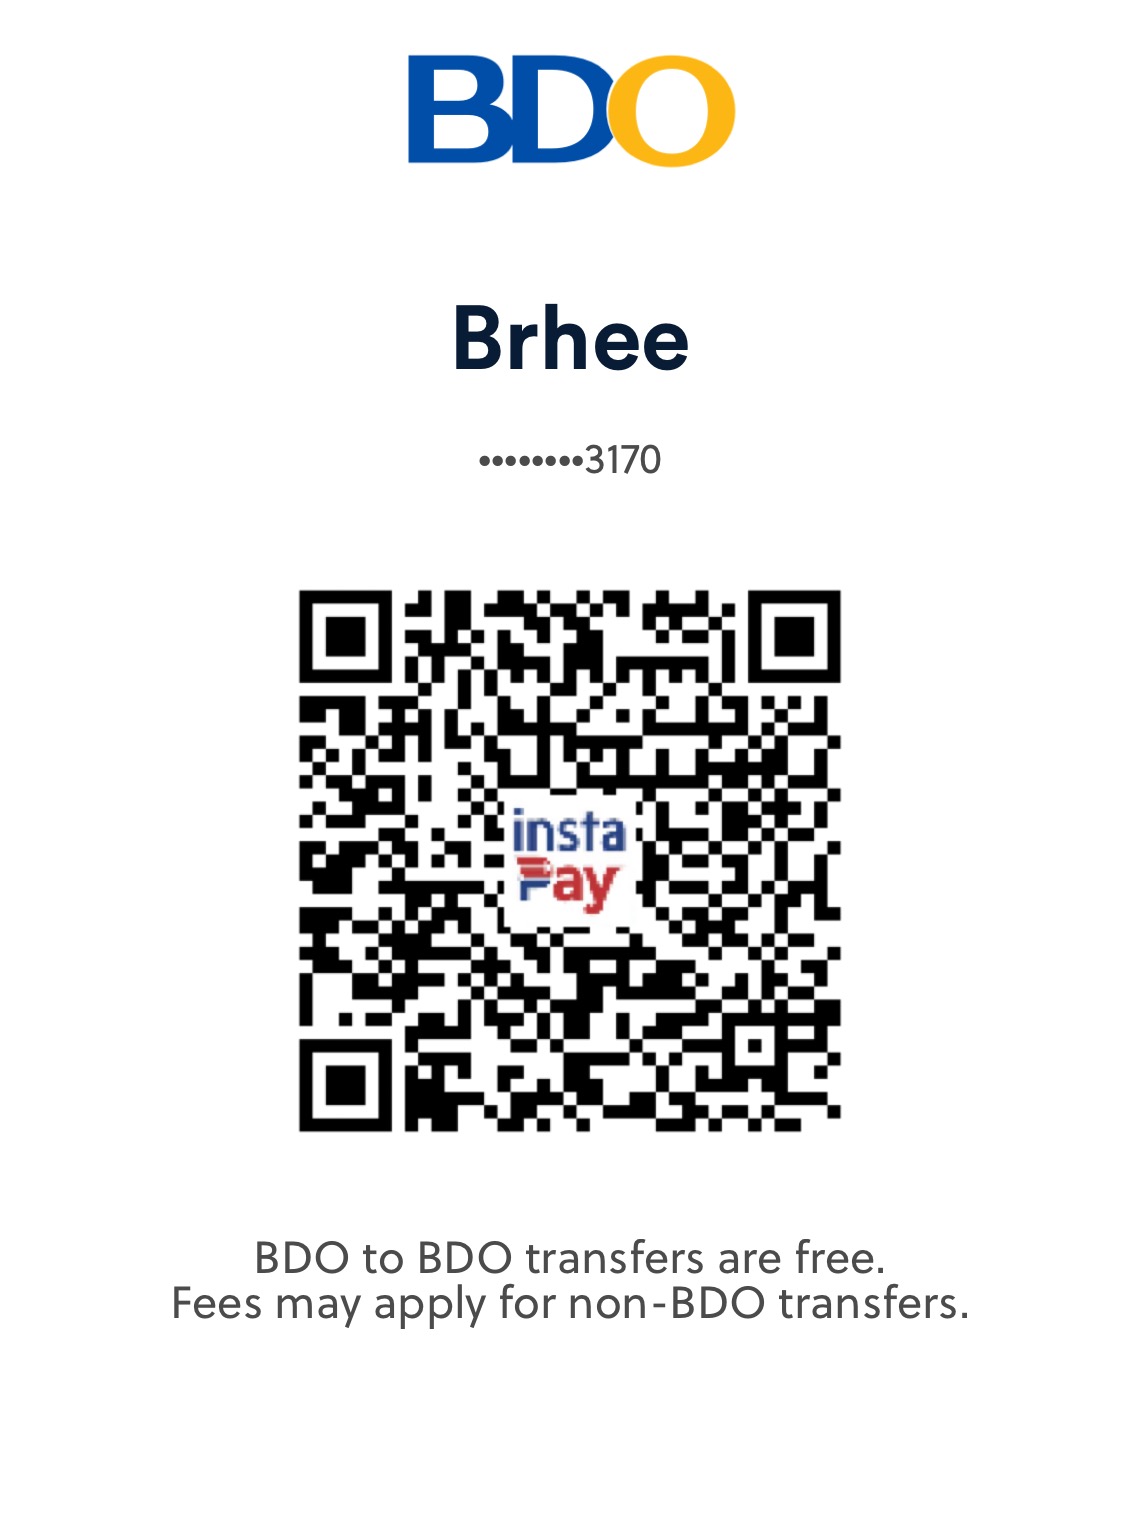 BDO
Brhee
••••••••3170
insta
Pay
BDO to BDO transfers are free.
Fees may apply for non-BDO transfers.